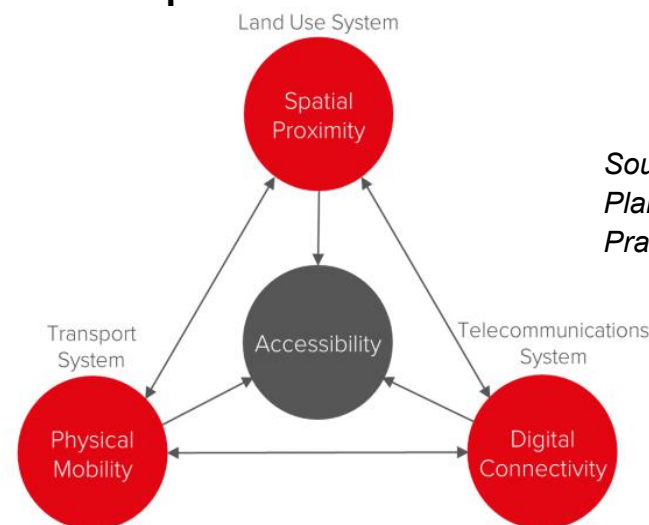 Land Use System
Spatial
Proximity
Accessibility
Transport
System
Physical
Mobility
Telecommunications
System
Digital
Connectivity